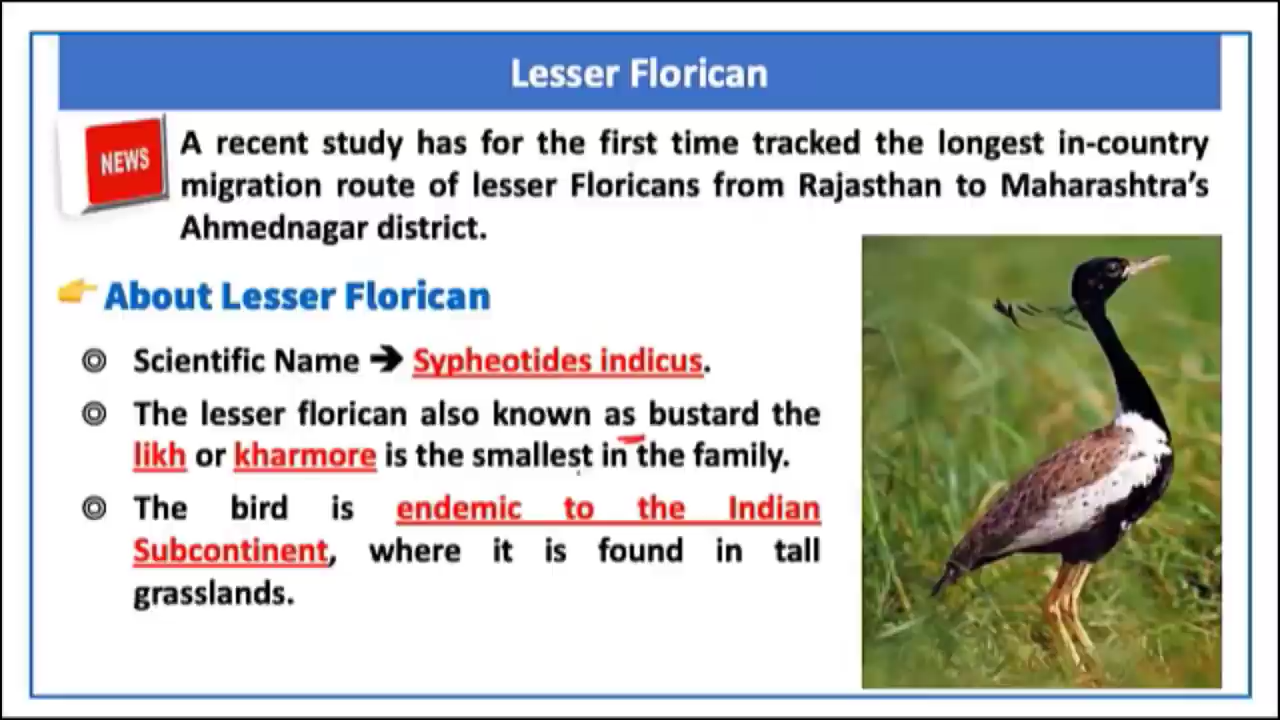 Lesser Florican
NEWS
A recent study has for the first time tracked the longest in-country
migration route of lesser Floricans from Rajasthan to Maharashtra's
Ahmednagar district.
About Lesser Florican
Scientific Name ➔ Sypheotides indicus.
The lesser florican also known as bustard the
likh or kharmore is the smallest in the family.
The bird is endemic to the Indian
Subcontinent, where it is found in tall
grasslands.